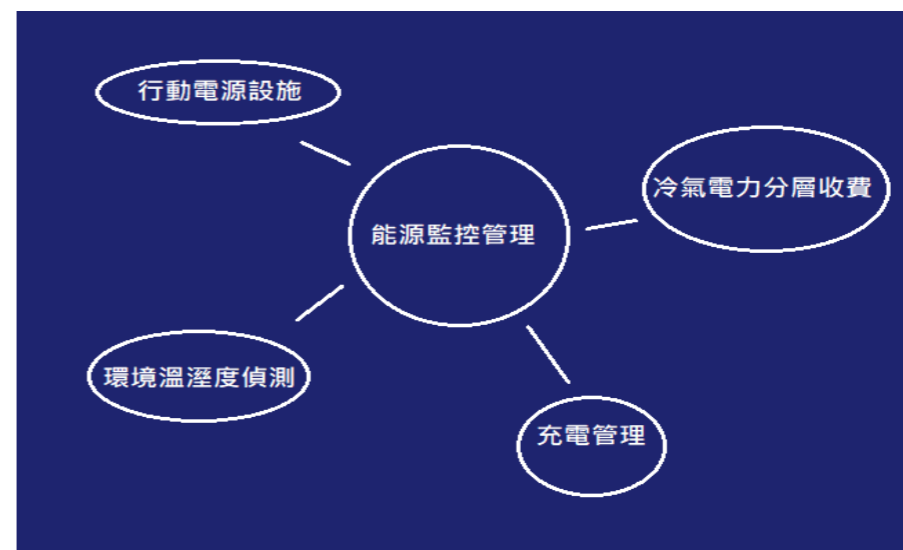 行動電源設施
冷氣電力分層收費
能源監控管理
環境溫溼度偵測
充電管理